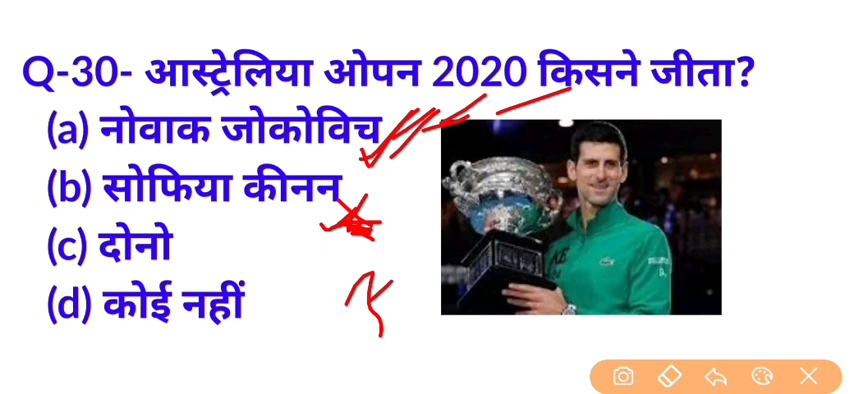 Q-30- आस्ट्रेलिया ओपन 2020 किसने जीता?
(a) नोवाक जोकोविच
(b) सोफिया कीनन
(c) दोनो
(d) कोई नहीं